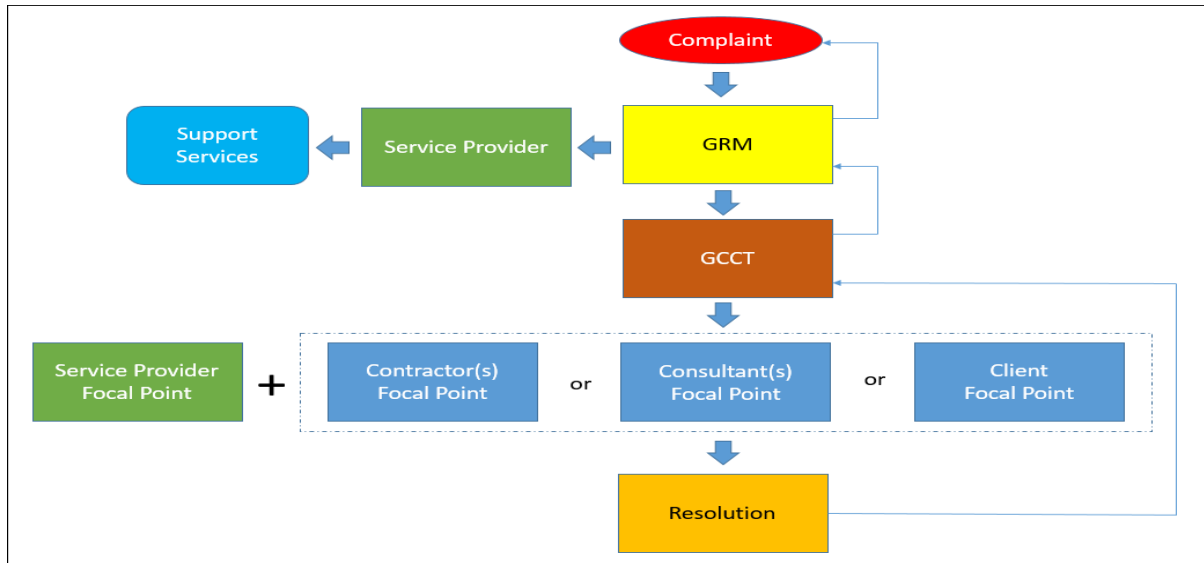 Complaint
Support
Services
Service Provider
GRM
GCCT
Service Provider
Focal Point
+
Contractor(s)
Focal Point
or
Consultant(s)
Focal Point
or
Client
Focal Point
Resolution